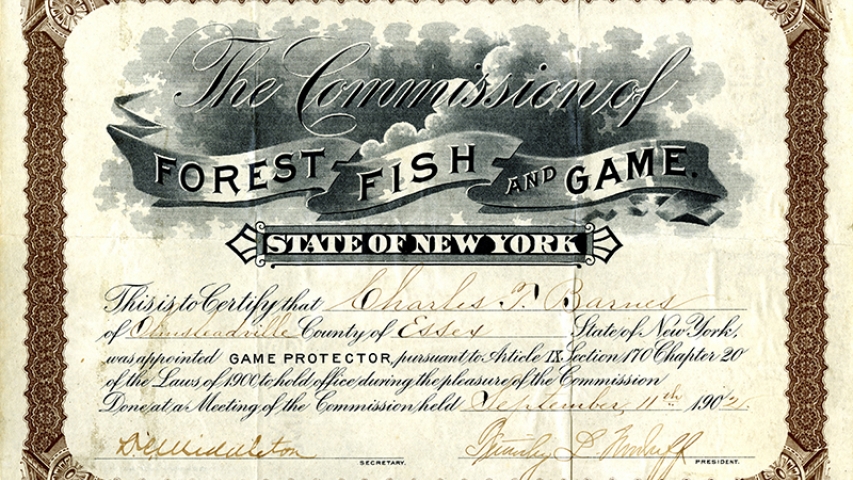 The Commission of
FOREST FISH AND GAME.
STATE OF NEW YORK
This is to Certify that Charles T. Barnes
of Olmsteadville County of Essex State of New York,
was appointed GAME PROTECTOR, pursuant to Article IX Section 170 Chapter 20
of the Laws of 1900 to hold office during the pleasure of the Commission
Done at a Meeting of the Commission held September, 11th 190
Middleton
SECRETARY.
PRESIDENT.